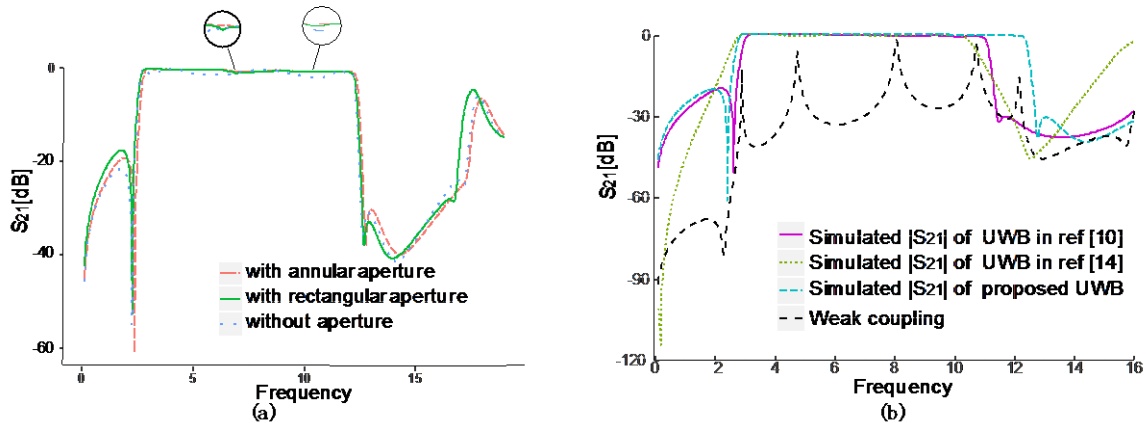 0
-20
-40
-60
S21[dB]
with annular aperture
with rectangular aperture
without aperture
0
5
10
15
Frequency
(a)
0
-30
-60
-90
-120
S21[dB]
Simulated |S21| of UWB in ref [10]
Simulated |S21| of UWB in ref [14]
Simulated |S21| of proposed UWB
Weak coupling
0
2
4
6
8
10
12
14
16
Frequency
(b)